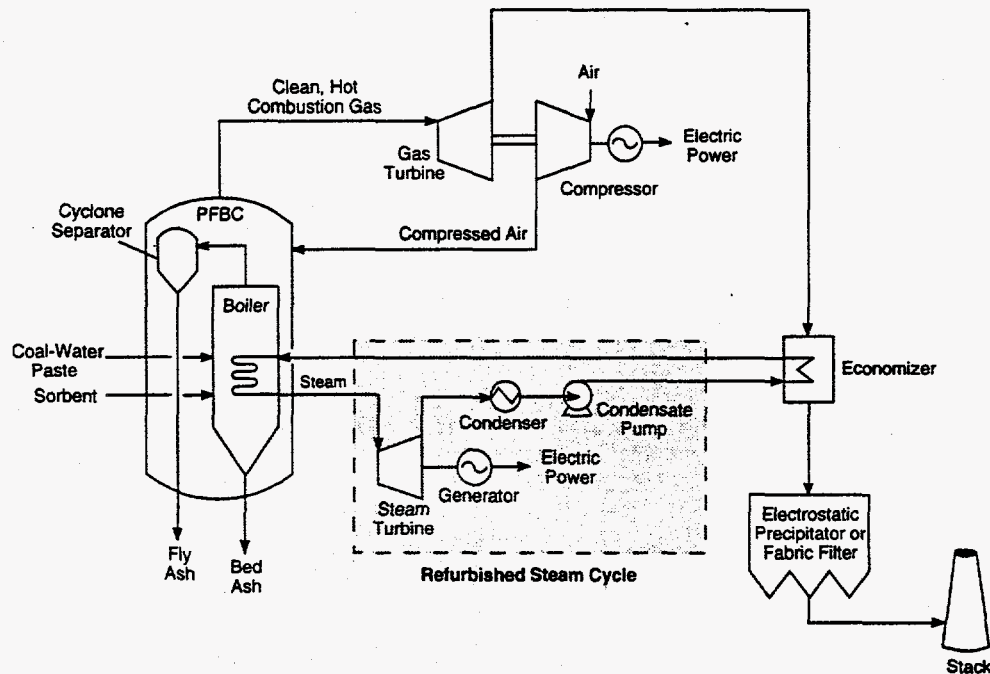 Air
Clean, Hot
Combustion Gas
Electric
Power
Gas
Turbine
Compressor
Cyclone
Separator
PFBC
Compressed Air
Boiler
Coal-Water
Paste
Sorbent
Steam
Economizer
Condenser
Condensate
Pump
Electric
Power
Generator
Steam
Turbine
Electrostatic
Precipitator or
Fabric Filter
Fly
Ash
Bed
Ash
Refurbished Steam Cycle
Stack